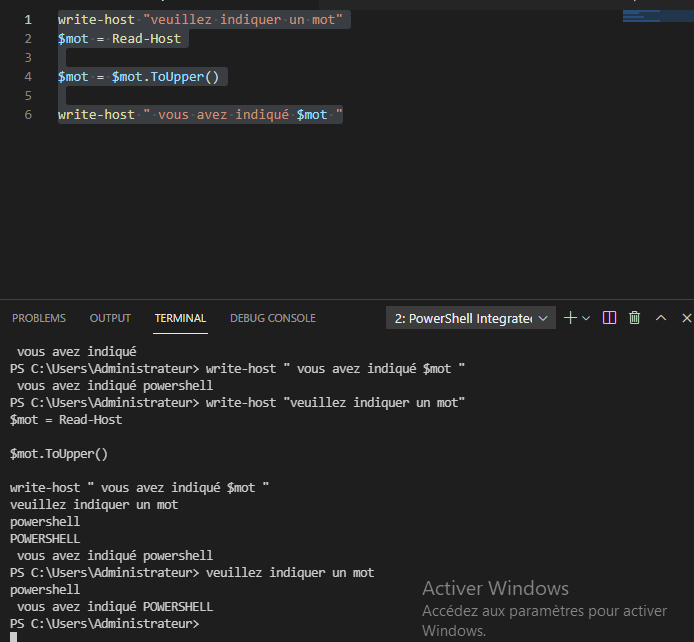 1 write-host "veuillez indiquer un mot"
2 $mot = Read-Host
3
4 $mot = $mot.ToUpper()
5
6 write-host " vous avez indiqué $mot "
PROBLEMS OUTPUT TERMINAL DEBUG CONSOLE 2: PowerShell Integrate
vous avez indiqué
PS C:\Users\Administrateur> write-host " vous avez indiqué $mot "
vous avez indiqué powershell
PS C:\Users\Administrateur> write-host "veuillez indiquer un mot"
$mot = Read-Host
$mot.ToUpper()
write-host " vous avez indiqué $mot "
veuillez indiquer un mot
powershell
POWERSHELL
vous avez indiqué powershell
PS C:\Users\Administrateur> veuillez indiquer un mot
powershell
vous avez indiqué POWERSHELL
PS C:\Users\Administrateur>
Activer Windows
Accédez aux paramètres pour activer
Windows.